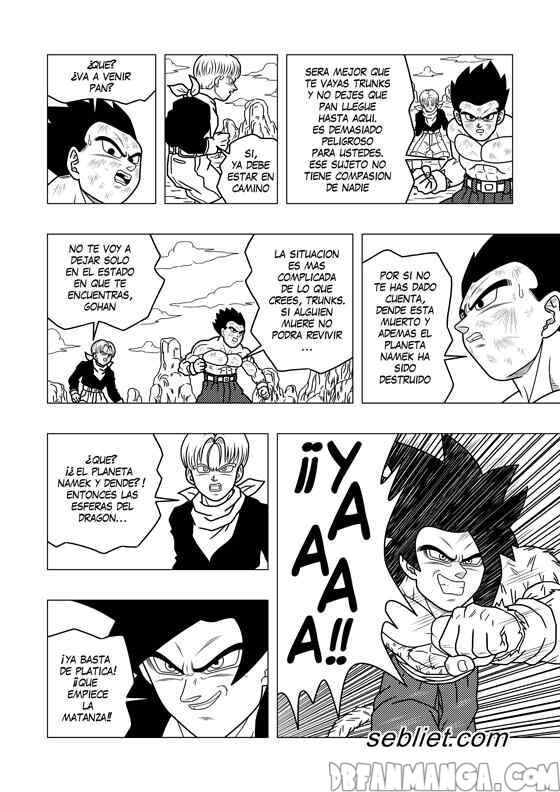 ¿QUE?
¿VA A VENIR
PAN?
SI,
YA DEBE
ESTAR EN
CAMINO
SERA MEJOR QUE
TE VAYAS TRUNKS
Y NO DEJES QUE
PAN LLEGUE
HASTA AQUI.
ES DEMASIADO
PELIGROSO
PARA USTEDES.
ESE SUJETO NO
TIENE COMPASION
DE NADIE
NO TE VOY A
DEJAR SOLO
EN EL ESTADO
EN QUE TE
ENCUENTRAS,
GOHAN
LA SITUACION
ES MAS
COMPLICADA
DE LO QUE
CREES, TRUNKS.
SI ALGUIEN
MUERE NO
PODRA REVIVIR
...
POR SI NO
TE HAS DADO
CUENTA,
DENDE ESTA
MUERTO Y
ADEMAS EL
PLANETA
NAMEK HA
SIDO
DESTRUIDO
¿QUE?
¡¿EL PLANETA
NAMEK Y DENDE?!
ENTONCES LAS
ESFERAS DEL
DRAGON...
¡¡YAAAA!!
¡YA BASTA
DE PLATICA!
¡¡QUE
EMPIECE
LA
MATANZA!!
sebliet.com
DBFANMANGA.COM